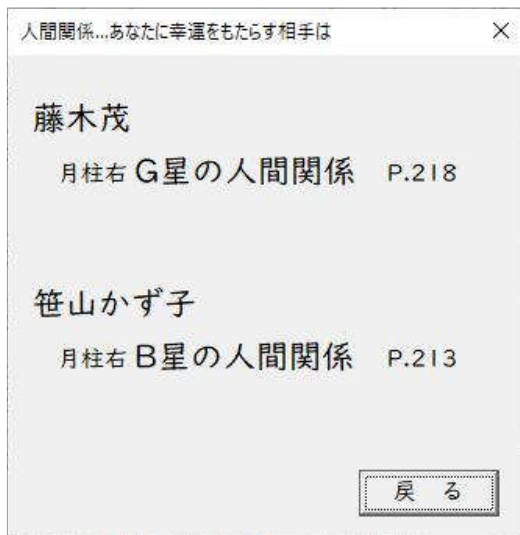 人間関係...あなたに幸運をもたらす相手は
藤木茂
月柱右 G星の人間関係 P.218
笹山かず子
月柱右 B星の人間関係 P.213
戻 る